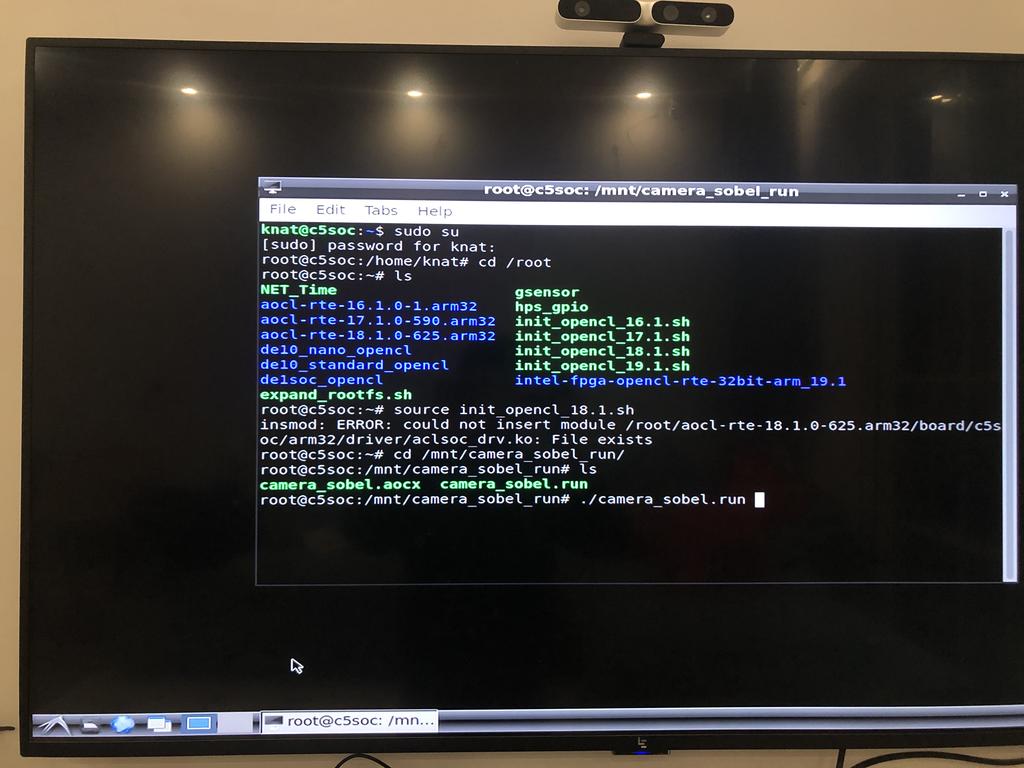 root@c5soc: /mnt/camera_sobel_run
File Edit Tabs Help
knat@c5soc:~$ sudo su
[sudo] password for knat:
root@c5soc:/home/knat# cd /root
root@c5soc:~# ls
NET_Time gsensor
aocl-rte-16.1.0-1.arm32 hps_gpio
aocl-rte-17.1.0-590.arm32 init_opencl_16.1.sh
aocl-rte-18.1.0-625.arm32 init_opencl_17.1.sh
de10_nano_opencl init_opencl_18.1.sh
de10_standard_opencl init_opencl_19.1.sh
de1soc_opencl intel-fpga-opencl-rte-32bit-arm_19.1
expand_rootfs.sh
root@c5soc:~# source init_opencl_18.1.sh
insmod: ERROR: could not insert module /root/aocl-rte-18.1.0-625.arm32/board/c5s
oc/arm32/driver/aclsoc_drv.ko: File exists
root@c5soc:~# cd /mnt/camera_sobel_run/
root@c5soc:/mnt/camera_sobel_run# ls
camera_sobel.aocx camera_sobel.run
root@c5soc:/mnt/camera_sobel_run# ./camera_sobel.run
root@c5soc: /mn...